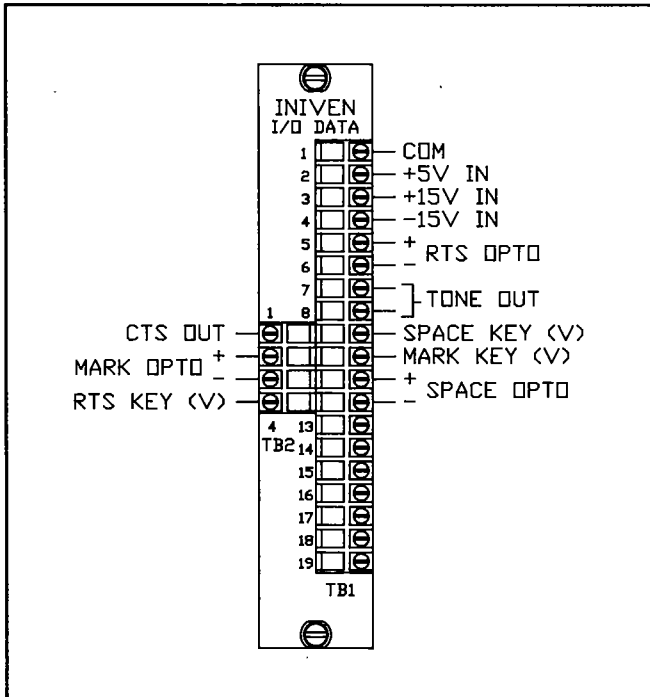 INIVEN
I/O DATA
1 COM
2 +5V IN
3 +15V IN
4 -15V IN
5 +
RTS OPTO
6 -
7
TONE OUT
1 8
CTS OUT SPACE KEY (V)
+ MARK KEY (V)
MARK OPTO
- +
SPACE OPTO
RTS KEY (V) -
4 13
TB2 14
15
16
17
18
19
TB1